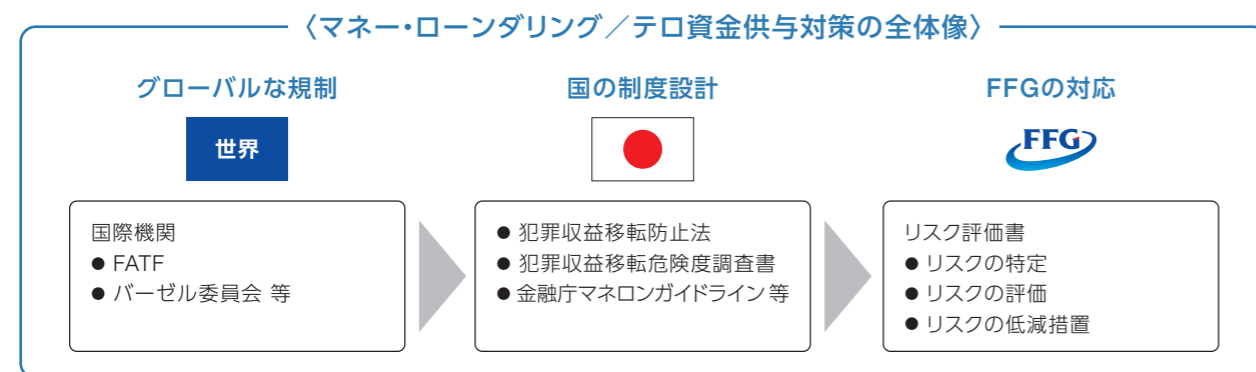 〈マネー・ローンダリング／テロ資金供与対策の全体像〉
グローバルな規制
世界
国際機関
● FATF
● バーゼル委員会 等
国の制度設計
● 犯罪収益移転防止法
● 犯罪収益移転危険度調査書
● 金融庁マネロンガイドライン 等
FFGの対応
FFG
リスク評価書
● リスクの特定
● リスクの評価
● リスクの低減措置